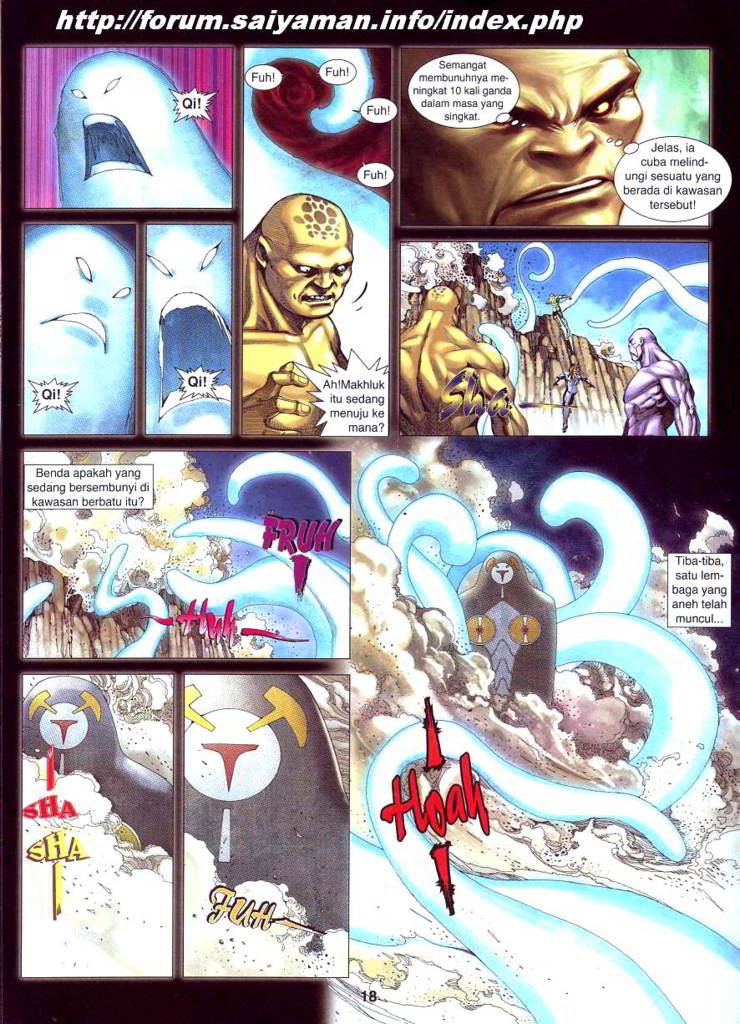 http://forum.saiyaman.info/index.php
Qi!
Fuh!
Fuh!
Fuh!
Fuh!
Semangat
membunuhnya me-
ningkat 10 kali ganda
dalam masa yang
singkat.
Jelas, ia
cuba melind-
ungi sesuatu yang
berada di kawasan
tersebut!
Qi!
Qi!
Ah!Makhluk
itu sedang
menuju ke
mana?
Sha
Benda apakah yang
sedang bersembunyi di
kawasan berbatu itu?
FRUH
Huh
Tiba-tiba,
satu lem-
baga yang
aneh telah
muncul...
SHA
SHA
FUH
Hoah
18